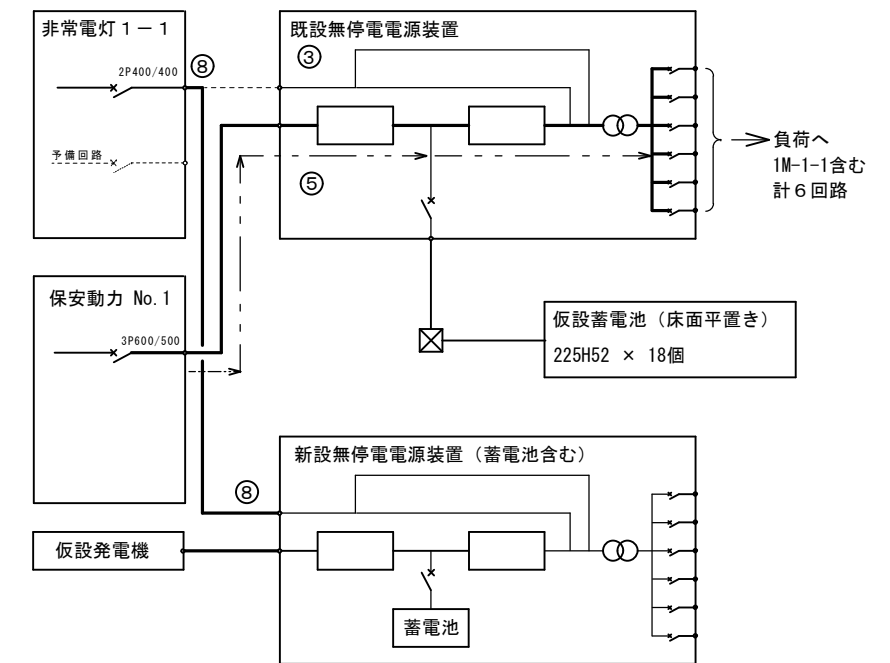 非常電灯１－１
2P400/400
⑧
予備回路
既設無停電電源装置
③
⑤
負荷へ
1M-1-1含む
計６回路
保安動力 No.1
3P600/500
仮設蓄電池（床面平置き）
225H52 × 18個
新設無停電電源装置（蓄電池含む）
⑧
仮設発電機
蓄電池